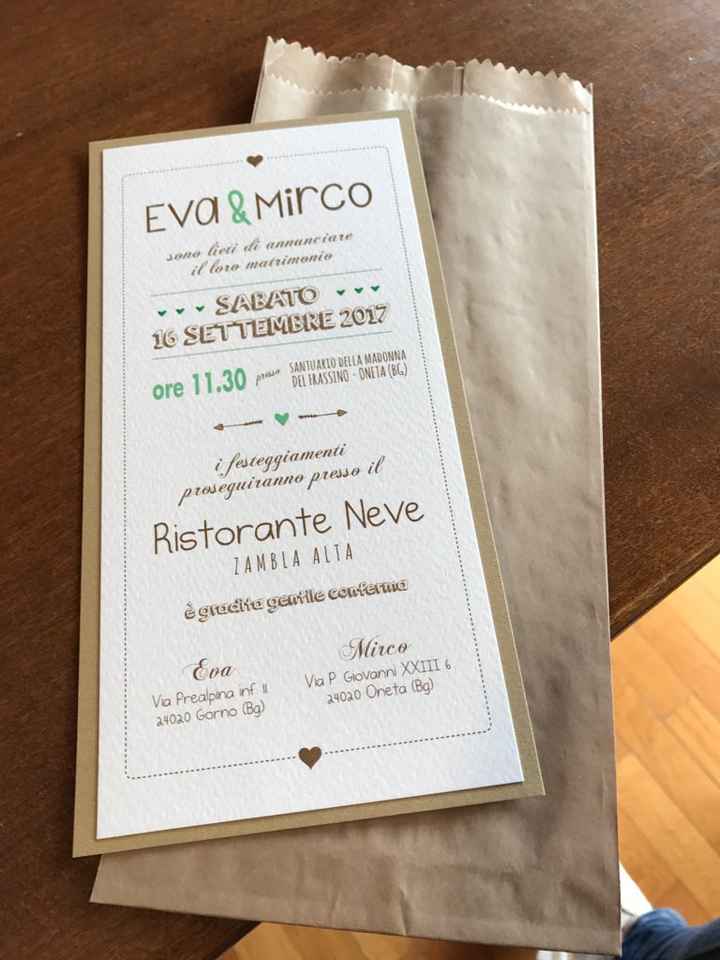 Eva & Mirco
sono lieti di annunciare
il loro matrimonio
SABATO
16 SETTEMBRE 2017
ore 11.30 presso SANTUARIO DELLA MADONNA
DEL FRASSINO - ONETA (BG)
i festeggiamenti
proseguiranno presso il
Ristorante Neve
ZAMBLA ALTA
è gradita gentile conferma
Eva
Via Prealpina inf. 11
24020 Gorno (Bg)
Mirco
Via P. Giovanni XXIII 6
24020 Oneta (Bg)